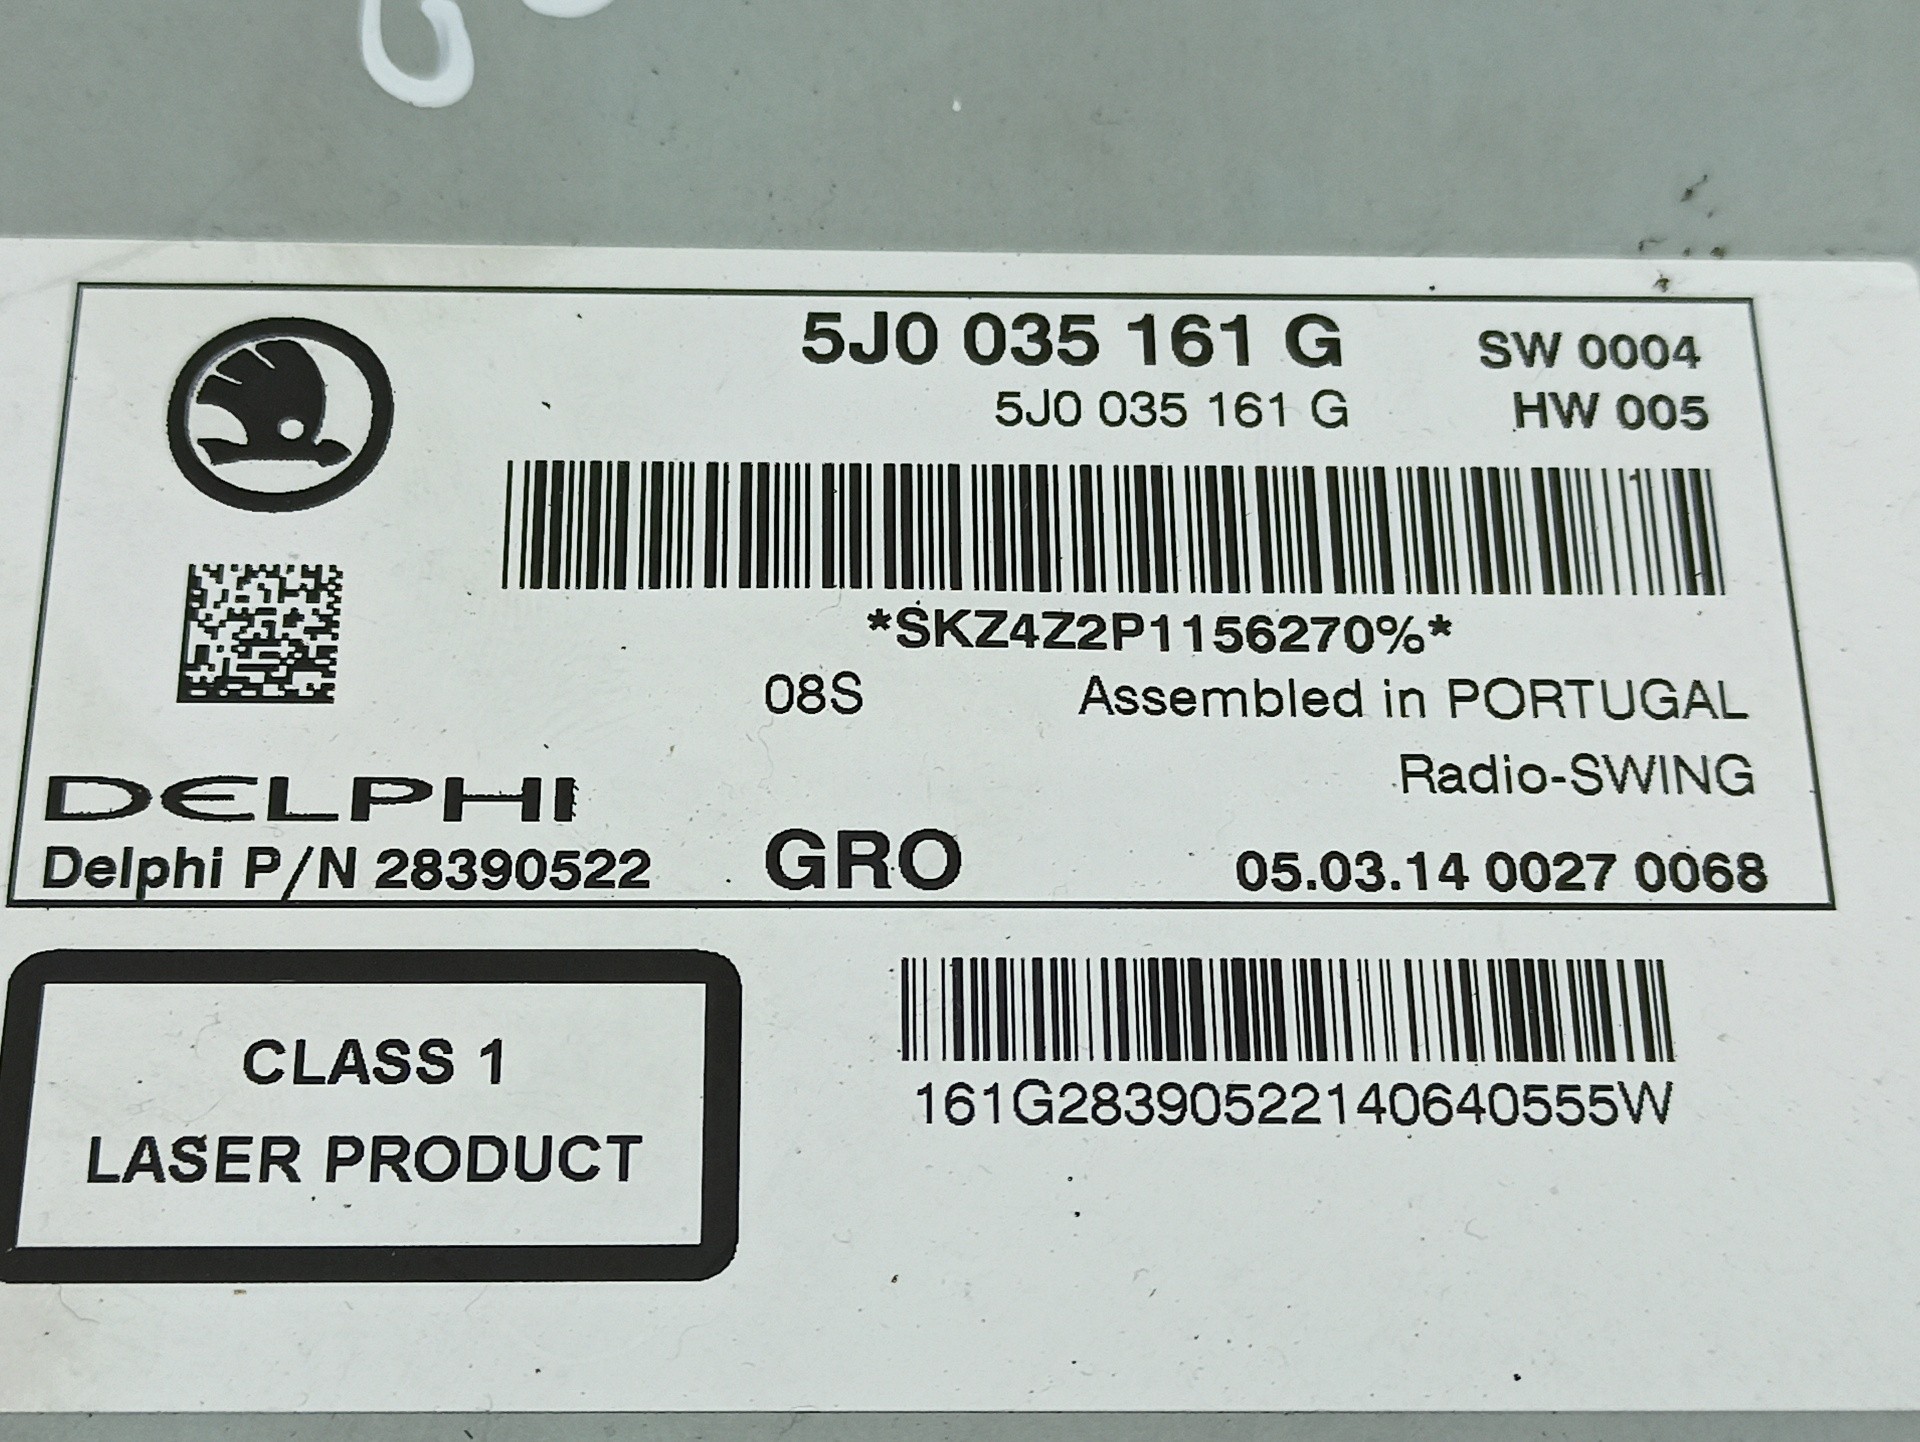 5J0 035 161 G SW 0004
5J0 035 161 G HW 005
*SKZ4Z2P1156270%*
08S Assembled in PORTUGAL
Radio-SWING
DELPHI
Delphi P/N 28390522 GRO 05.03.14 0027 0068
CLASS 1
LASER PRODUCT
161G28390522140640555W